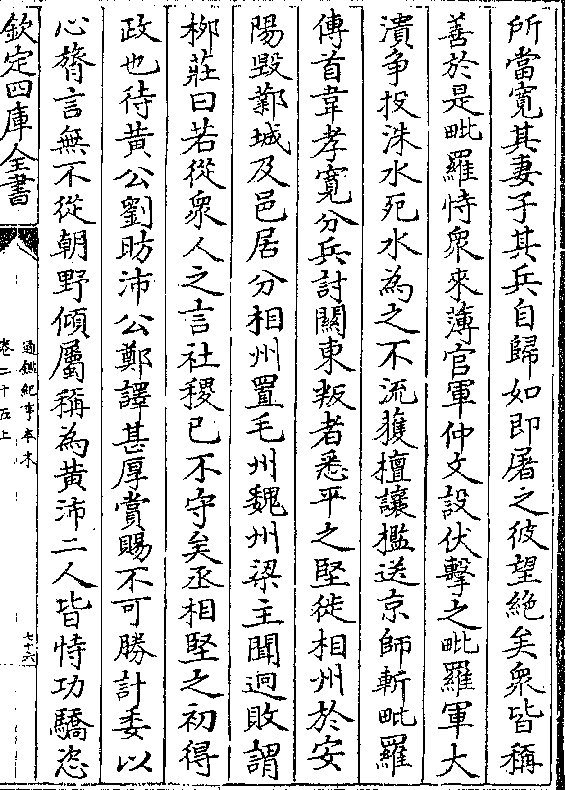 所當寛其妻子其兵自歸如即屠之彼望絶矣衆皆稱
善於是毗羅恃衆來薄官軍仲文設伏擊之毗羅軍大
潰争投洙水死水為之不流獲檀讓檻送京師斬毗羅
傳首韋孝寛分兵討關東叛者悉平之堅徙相州於安
陽毁鄴城及邑居分相州置毛州魏州梁主聞迥敗謂
柳莊曰若從衆人之言社稷已不守矣丞相堅之初得
政也待黄公劉昉沛公鄭譯甚厚賞賜不可勝計委以
心膂言無不從朝野傾屬稱為黄沛二人皆恃功驕恣
欽定四庫全書
通鑑紀事本末
卷二十五上
七十六